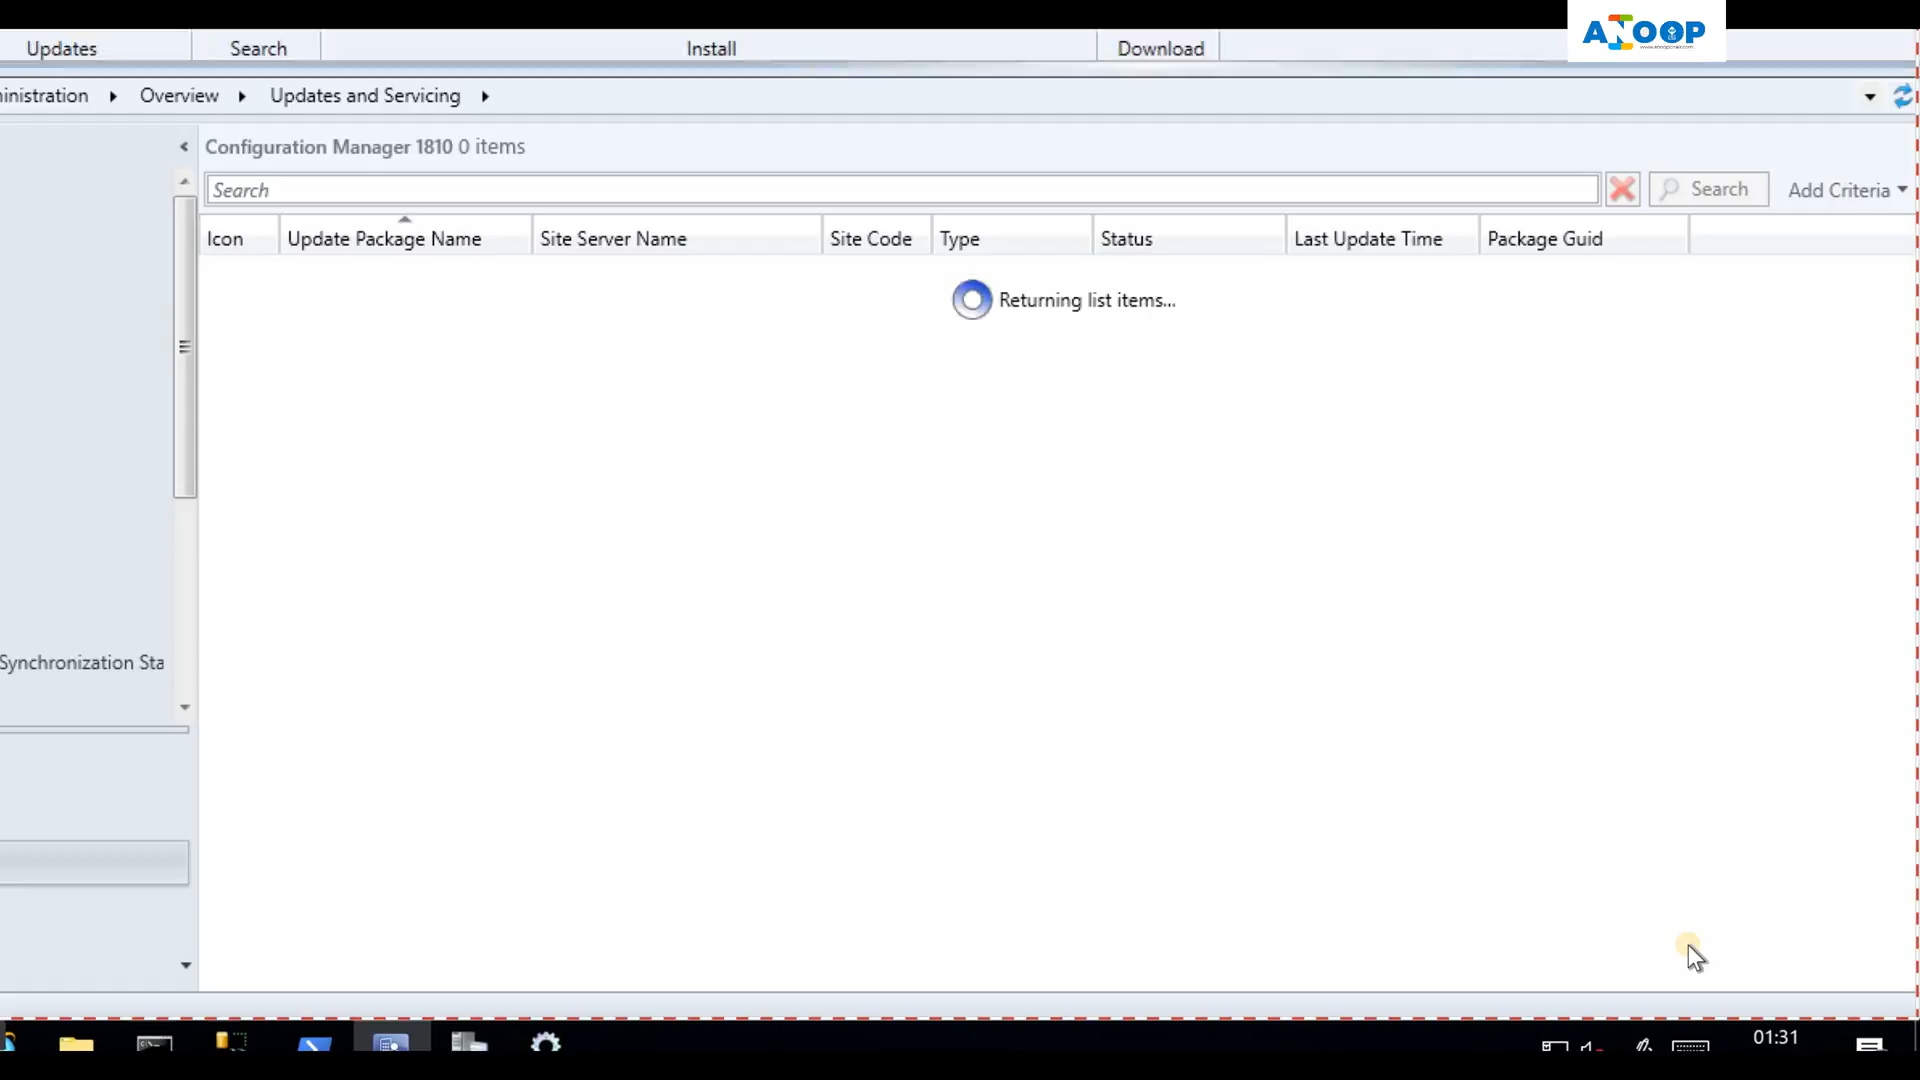 ANOOP
Updates
Search
Install
Download
inistration
Overview
Updates and Servicing
Configuration Manager 1810 0 items
Search
Search
Add Criteria
Icon
Update Package Name
Site Server Name
Site Code
Type
Status
Last Update Time
Package Guid
Returning list items...
Synchronization Sta
01:31